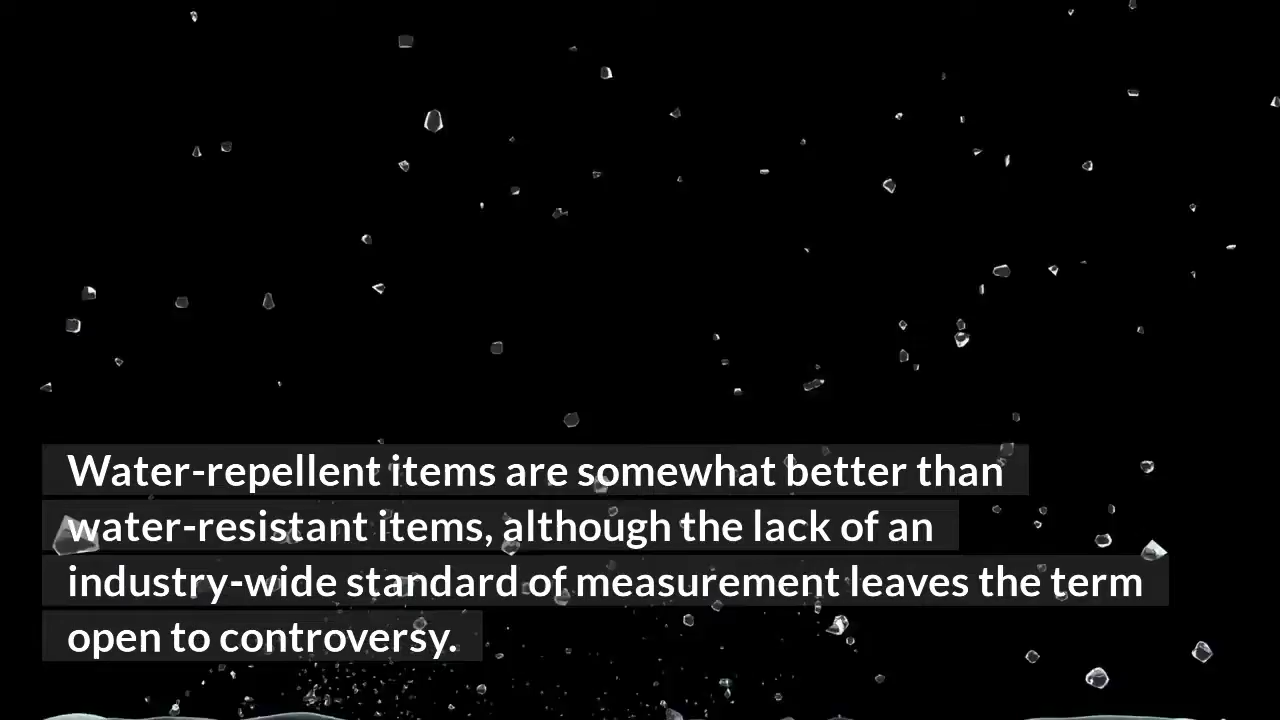 Water-repellent items are somewhat better than
water-resistant items, although the lack of an
industry-wide standard of measurement leaves the term
open to controversy.